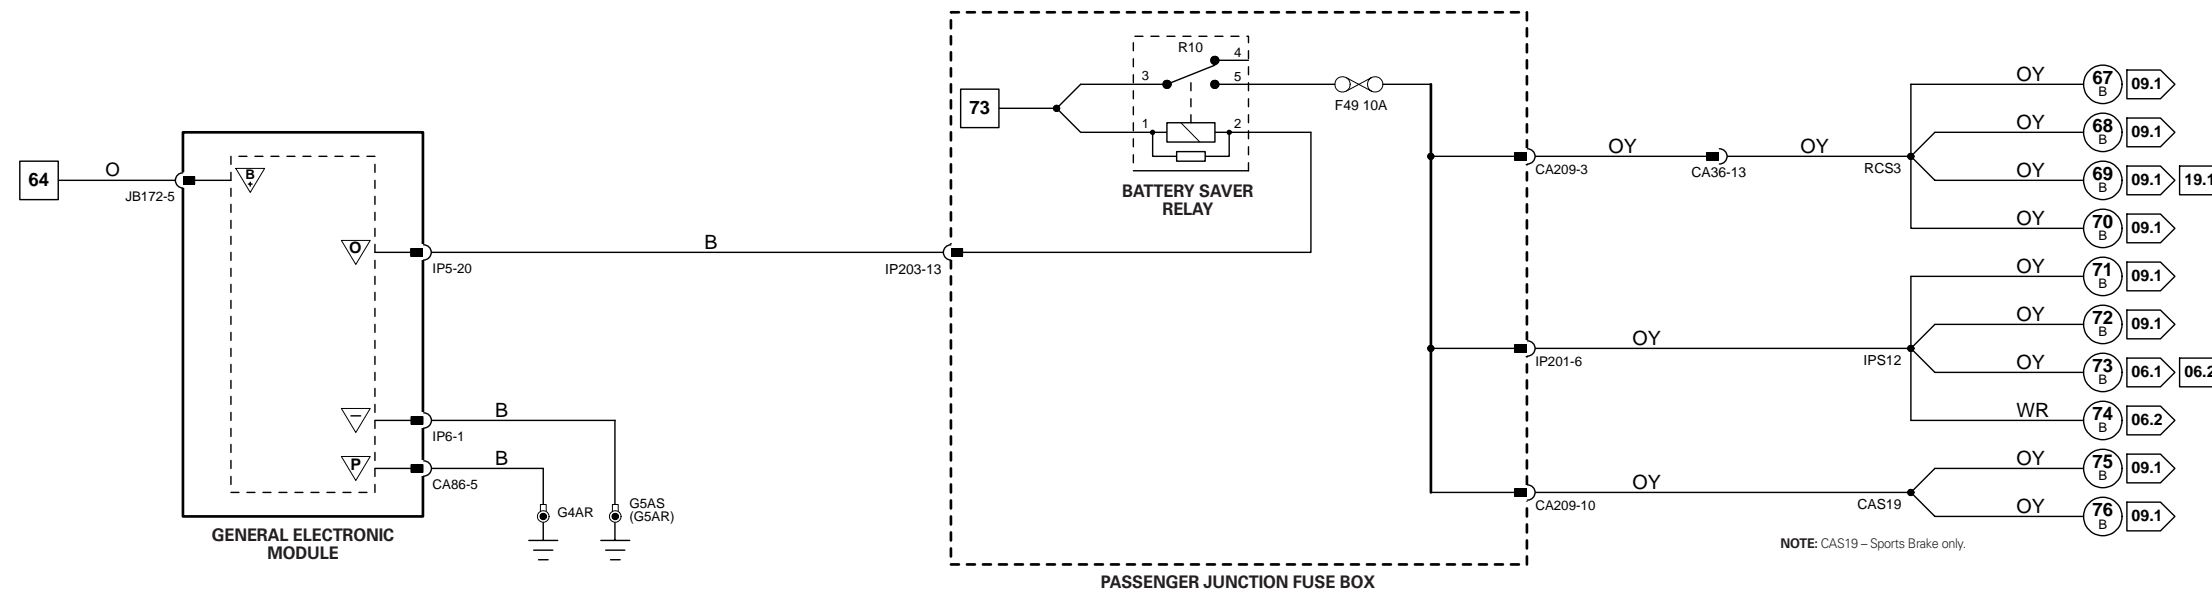 64
O
JB172-5
B
+
O
IP5-20
B
IP203-13
–
IP6-1
B
P
CA86-5
B
G4AR
G5AS
(G5AR)
GENERAL ELECTRONIC
MODULE
73
R10
3
4
5
1
2
BATTERY SAVER
RELAY
F49 10A
PASSENGER JUNCTION FUSE BOX
CA209-3
OY
CA36-13
OY
RCS3
OY
67
B
09.1
OY
68
B
09.1
OY
69
B
09.1
19.1
OY
70
B
09.1
IP201-6
OY
IPS12
OY
71
B
09.1
OY
72
B
09.1
OY
73
B
06.1
06.2
WR
74
B
06.2
CA209-10
OY
CAS19
OY
75
B
09.1
OY
76
B
09.1
NOTE: CAS19 – Sports Brake only.